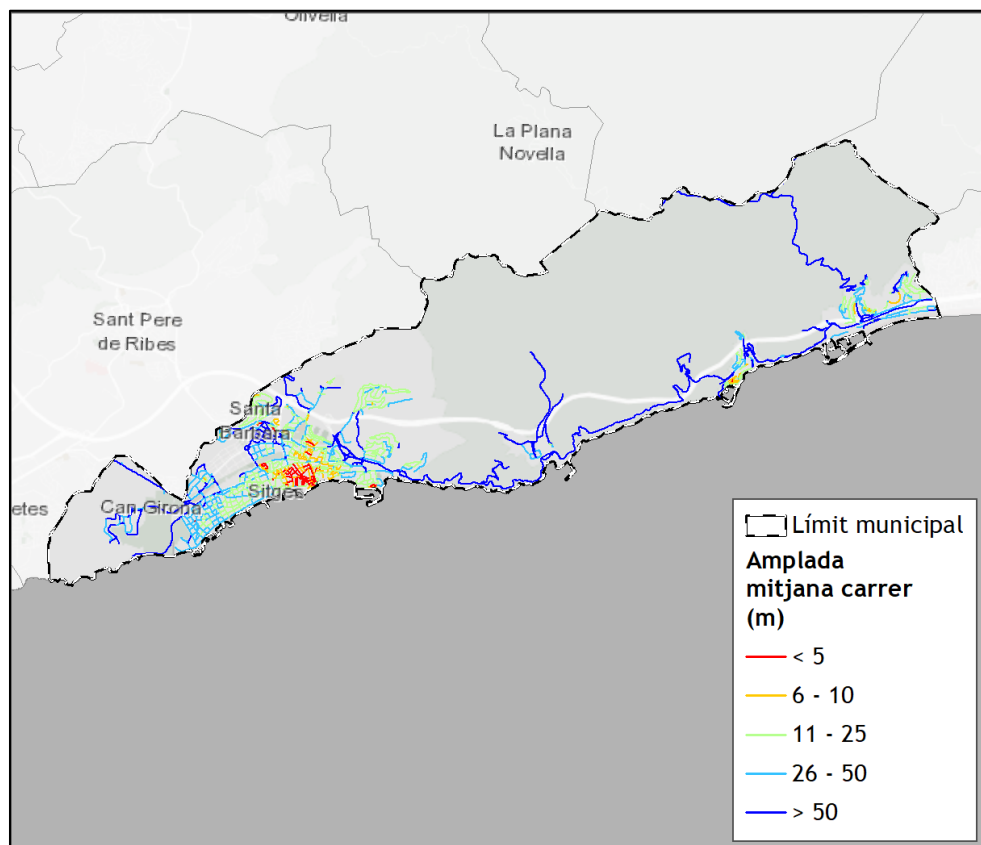 Olivella
La Plana
Novella
Sant Pere
de Ribes
Santa
Bàrbara
Sitges
Can Girona
etes
Límit municipal
Amplada
mitjana carrer
(m)
< 5
6 - 10
11 - 25
26 - 50
> 50